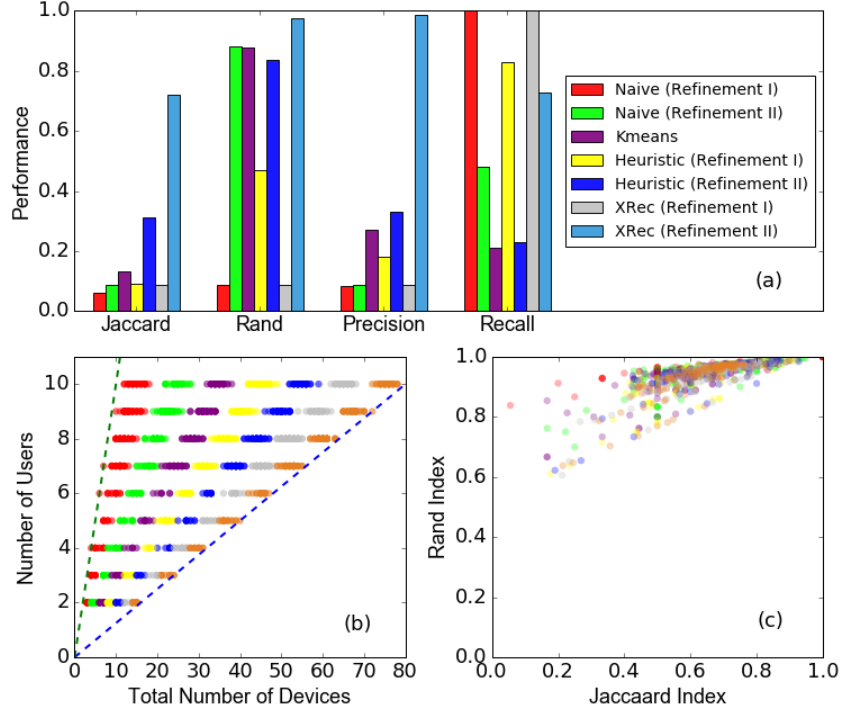 1.0
0.8
0.6
0.4
0.2
0.0
Performance
Jaccard Rand Precision Recall
Naive (Refinement I)
Naive (Refinement II)
Kmeans
Heuristic (Refinement I)
Heuristic (Refinement II)
XRec (Refinement I)
XRec (Refinement II)
(a)
10
8
6
4
2
0
Number of Users
0 10 20 30 40 50 60 70 80
Total Number of Devices
(b)
1.0
0.8
0.6
0.4
0.2
0.0
Rand Index
0.0 0.2 0.4 0.6 0.8 1.0
Jaccaard Index
(c)